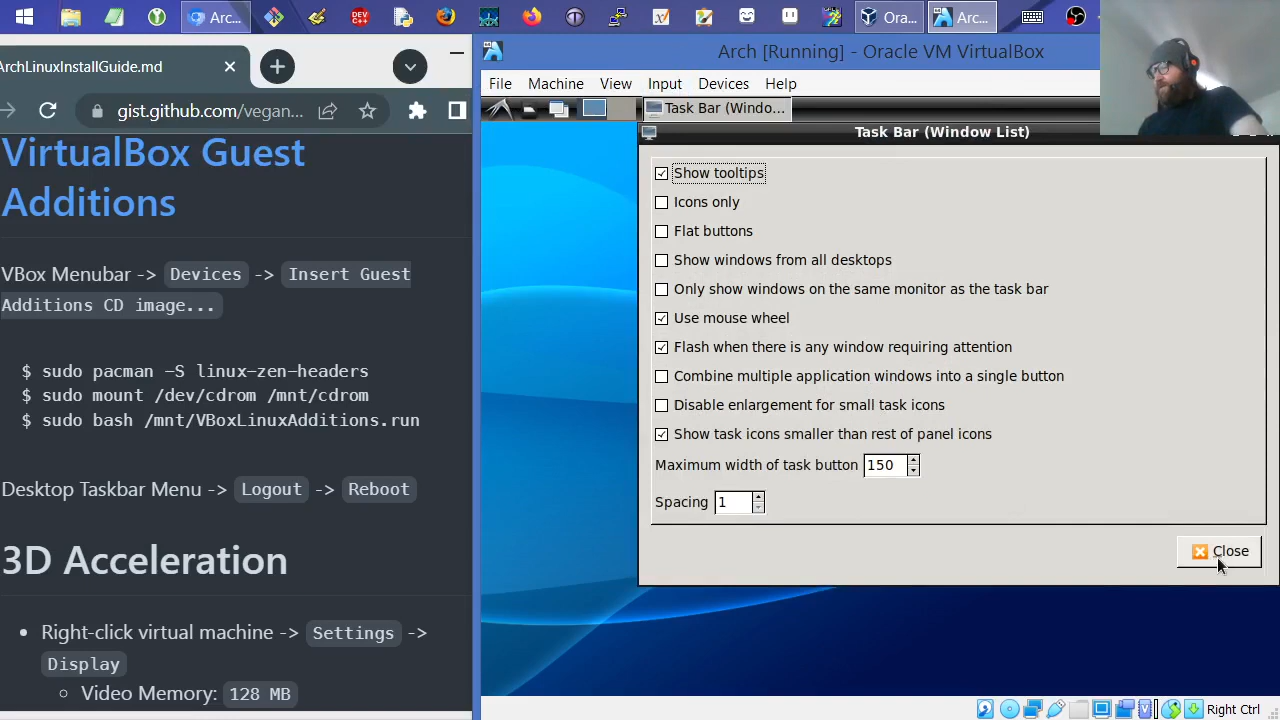 Arc...
Ora...
Arc...
ArchLinuxInstallGuide.md
gist.github.com/vegan...
VirtualBox Guest
Additions
VBox Menubar -> Devices -> Insert Guest
Additions CD image...
$ sudo pacman -S linux-zen-headers
$ sudo mount /dev/cdrom /mnt/cdrom
$ sudo bash /mnt/VBoxLinuxAdditions.run
Desktop Taskbar Menu -> Logout -> Reboot
3D Acceleration
Right-click virtual machine -> Settings ->
Display
Video Memory: 128 MB
Arch [Running] - Oracle VM VirtualBox
File Machine View Input Devices Help
Task Bar (Windo...
Task Bar (Window List)
Show tooltips
Icons only
Flat buttons
Show windows from all desktops
Only show windows on the same monitor as the task bar
Use mouse wheel
Flash when there is any window requiring attention
Combine multiple application windows into a single button
Disable enlargement for small task icons
Show task icons smaller than rest of panel icons
Maximum width of task button 150
Spacing 1
Close
Right Ctrl